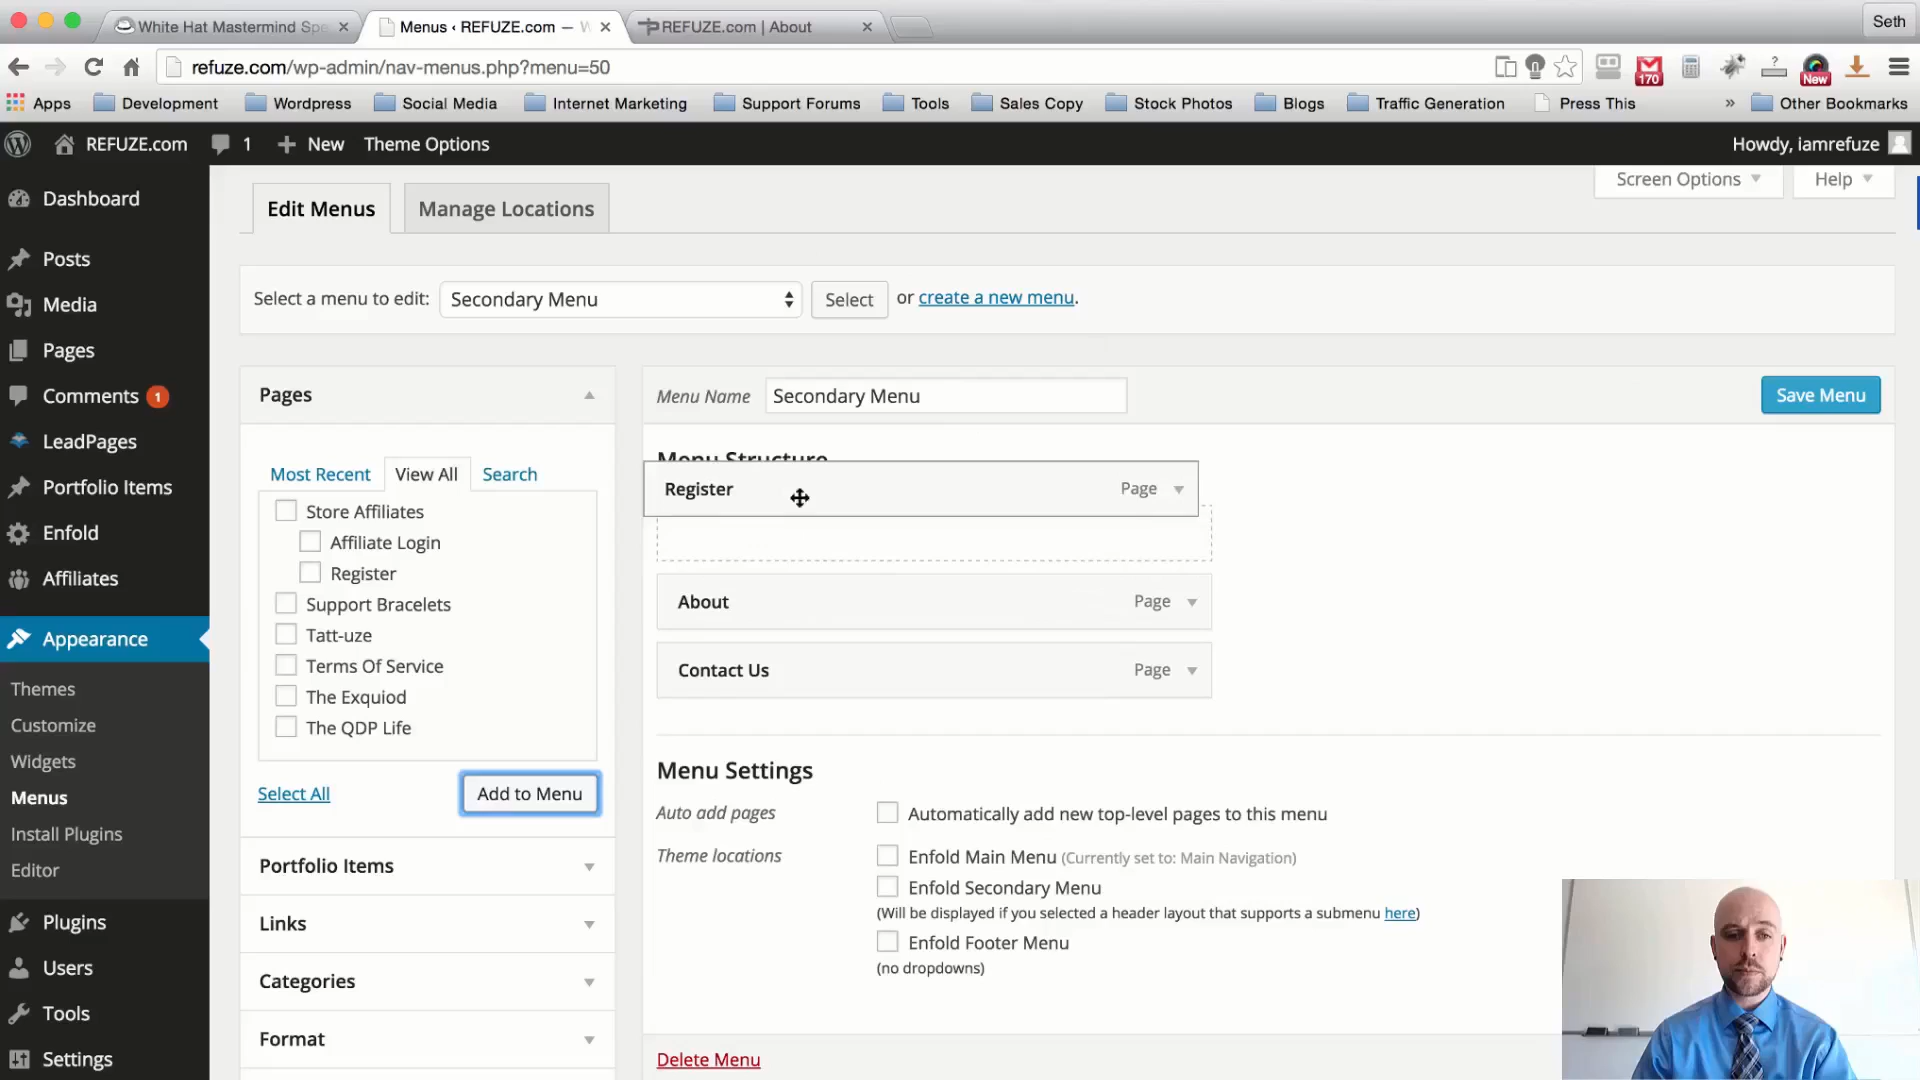 White Hat Mastermind Spe
Menus ‹ REFUZE.com — W
REFUZE.com | About
Seth
refuze.com/wp-admin/nav-menus.php?menu=50
170
?
New
Apps Development Wordpress Social Media Internet Marketing Support Forums Tools Sales Copy Stock Photos Blogs Traffic Generation Press This » Other Bookmarks
REFUZE.com 1 + New Theme Options Howdy, iamrefuze
Dashboard
Posts
Media
Pages
Comments 1
LeadPages
Portfolio Items
Enfold
Affiliates
Appearance
Themes
Customize
Widgets
Menus
Install Plugins
Editor
Plugins
Users
Tools
Settings
Edit Menus
Manage Locations
Screen Options
Help
Select a menu to edit: Secondary Menu Select or create a new menu.
Pages
Most Recent View All Search
Store Affiliates
Affiliate Login
Register
Support Bracelets
Tatt-uze
Terms Of Service
The Exquiod
The QDP Life
Select All
Add to Menu
Portfolio Items
Links
Categories
Format
Menu Name Secondary Menu
Save Menu
Menu Structure
Register Page
About Page
Contact Us Page
Menu Settings
Auto add pages Automatically add new top-level pages to this menu
Theme locations Enfold Main Menu (Currently set to: Main Navigation)
Enfold Secondary Menu
(Will be displayed if you selected a header layout that supports a submenu here)
Enfold Footer Menu
(no dropdowns)
Delete Menu